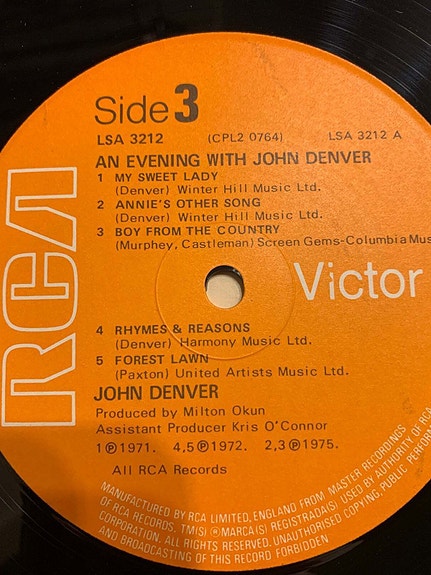 RCA
Side 3
LSA 3212 (CPL2 0764) LSA 3212 A
AN EVENING WITH JOHN DENVER
1 MY SWEET LADY
(Denver) Winter Hill Music Ltd.
2 ANNIE'S OTHER SONG
(Denver) Winter Hill Music Ltd.
3 BOY FROM THE COUNTRY
(Murphey, Castleman) Screen Gems-Columbia Mus
Victor
4 RHYMES & REASONS
(Denver) Harmony Music Ltd.
5 FOREST LAWN
(Paxton) United Artists Music Ltd.
JOHN DENVER
Produced by Milton Okun
Assistant Producer Kris O'Connor
1 ℗ 1971. 4,5 ℗ 1972. 2,3 ℗ 1975.
All RCA Records
MANUFACTURED BY RCA LIMITED, ENGLAND FROM MASTER RECORDINGS
OF RCA RECORDS. TM(S) ® MARCA(S) REGISTRADA(S) USED BY AUTHORITY OF RCA
CORPORATION. ALL RIGHTS RESERVED. UNAUTHORISED COPYING, PUBLIC PERFOR
AND BROADCASTING OF THIS RECORD FORBIDDEN